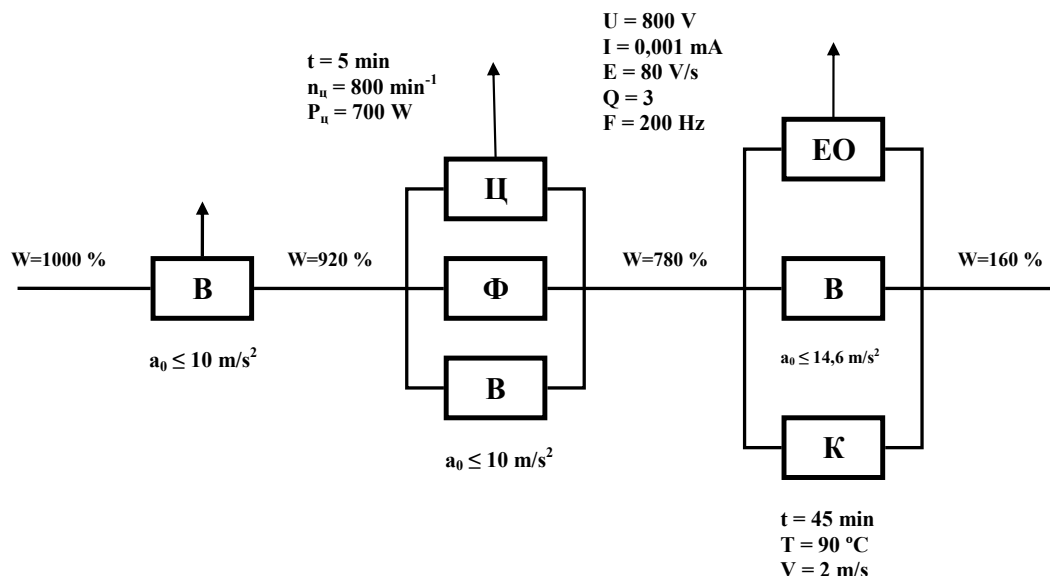 t = 5 min
nц = 800 min⁻¹
Pц = 700 W
U = 800 V
I = 0,001 mA
E = 80 V/s
Q = 3
F = 200 Hz
Ц
ЕО
W=1000 %
В
W=920 %
Ф
W=780 %
В
W=160 %
a₀ ≤ 10 m/s²
В
a₀ ≤ 14,6 m/s²
a₀ ≤ 10 m/s²
К
t = 45 min
T = 90 ºC
V = 2 m/s